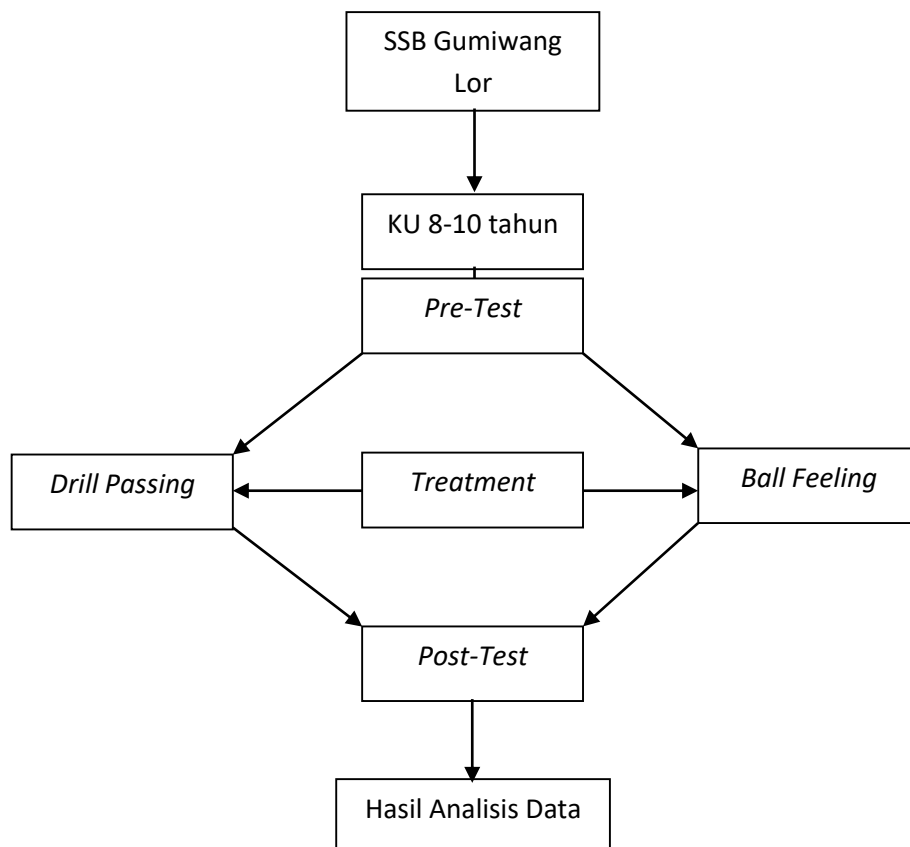 SSB Gumiwang
Lor
KU 8-10 tahun
Pre-Test
Drill Passing
Treatment
Ball Feeling
Post-Test
Hasil Analisis Data